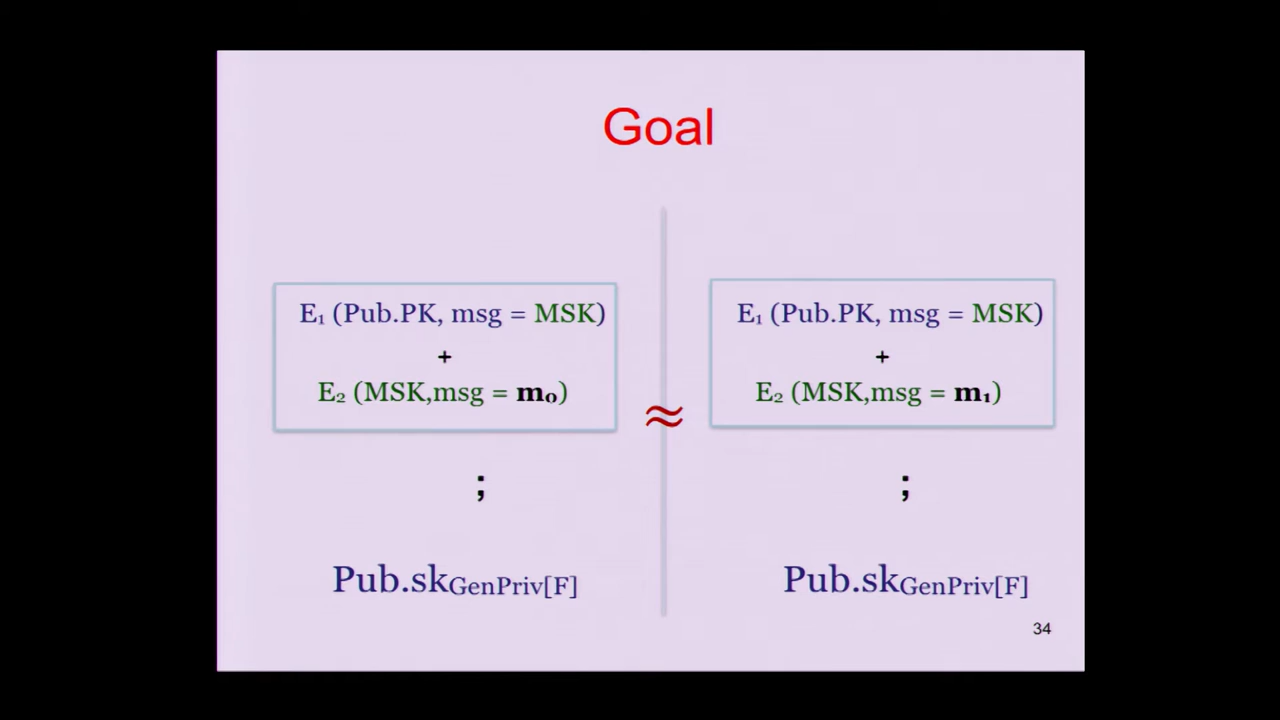 Goal
E₁ (Pub.PK, msg = MSK)
+
E₂ (MSK,msg = m₀)
;
Pub.skGenPriv[F]
≈
E₁ (Pub.PK, msg = MSK)
+
E₂ (MSK,msg = m₁)
;
Pub.skGenPriv[F]
34